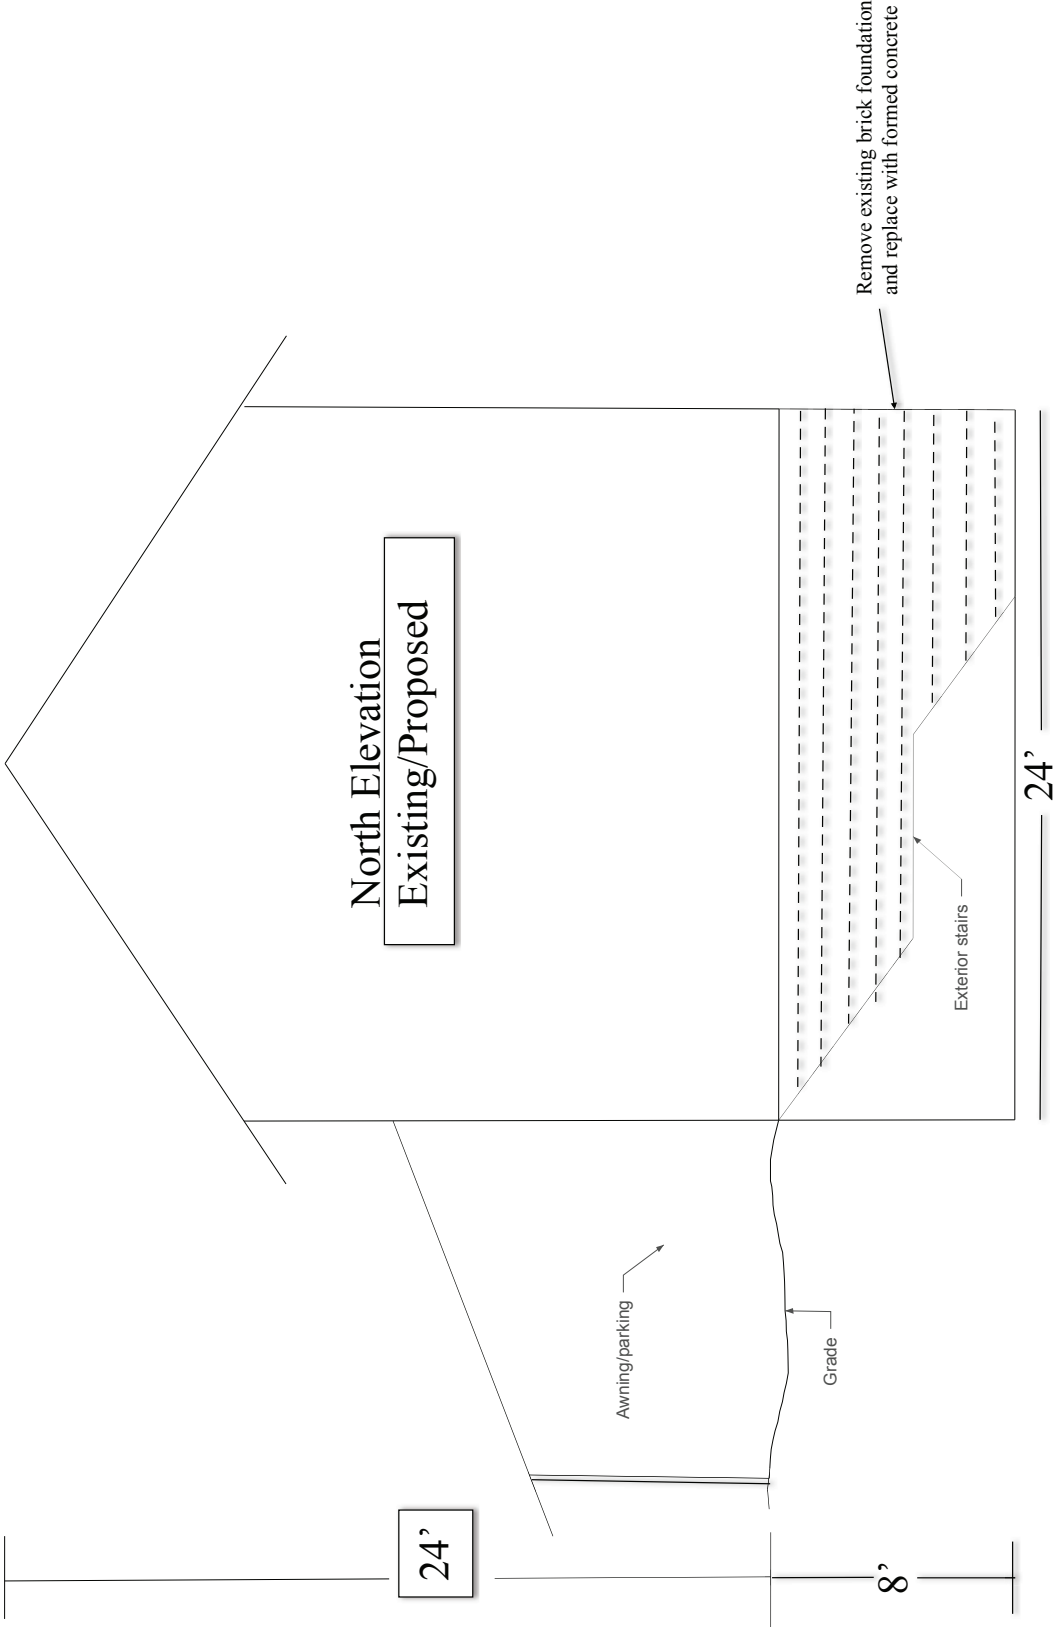 North Elevation
Existing/Proposed
24’
8’
Awning/parking
Grade
Exterior stairs
24’
Remove existing brick foundation
and replace with formed concrete